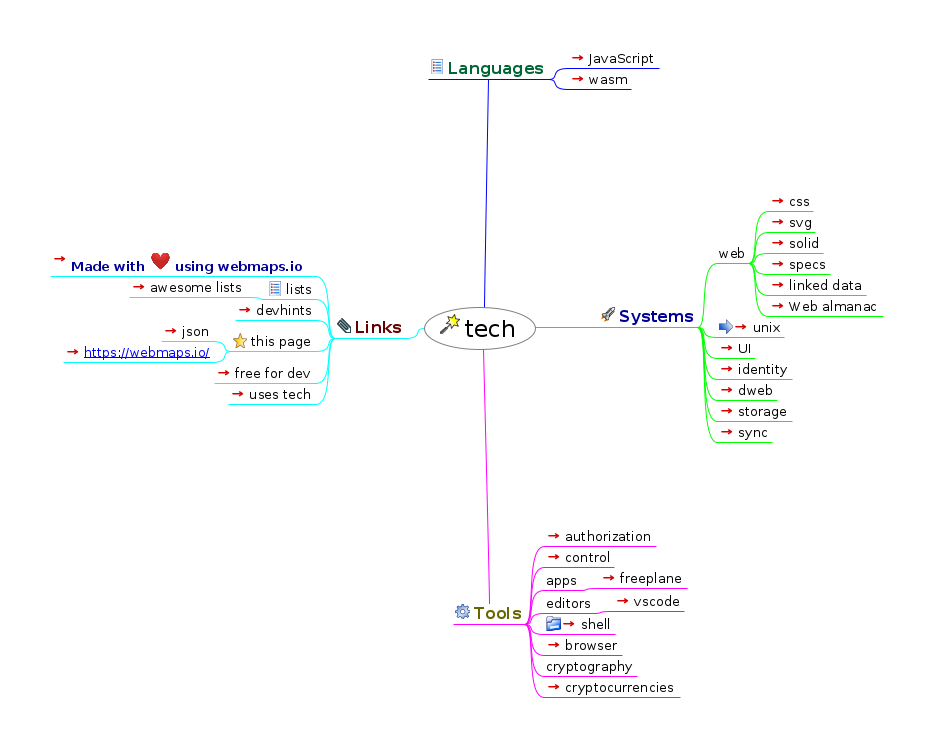 tech
Languages
JavaScript
wasm
Systems
web
css
svg
solid
specs
linked data
Web almanac
unix
UI
identity
dweb
storage
sync
Tools
authorization
control
apps
freeplane
editors
vscode
shell
browser
cryptography
cryptocurrencies
Links
Made with ❤ using webmaps.io
lists
awesome lists
devhints
this page
json
https://webmaps.io/
free for dev
uses tech